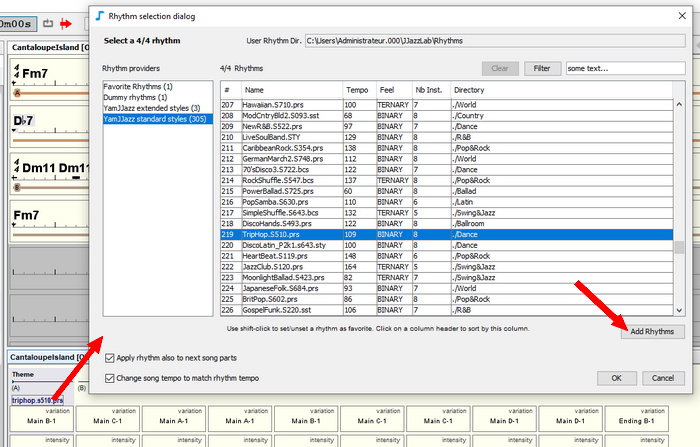 Rhythm selection dialog
0m00s
Select a 4/4 rhythm
User Rhythm Dir. C:\Users\Administrateur.000\JJazzLab\Rhythms
CantaloupeIsland [O
Rhythm providers
4/4 Rhythms
Clear
Filter
some text...
Favorite Rhythms (1)
Dummy rhythms (1)
YamJJazz extended styles (3)
YamJJazz standard styles (305)
# Name Tempo Feel Nb Inst. Directory
207 Hawaiian.S710.prs 100 TERNARY 7 ./World
208 ModCntryBld2.S093.sst 68 BINARY 8 ./Country
209 NewR&B.S522.prs 97 BINARY 7 ./Dance
210 LiveSoulBand.STY 129 BINARY 8 ./R&B
211 CaribbeanRock.S354.prs 138 BINARY 8 ./Pop&Rock
212 GermanMarch2.S748.prs 112 BINARY 8 ./World
213 70'sDisco3.S722.bcs 122 BINARY 7 ./Dance
214 RockShuffle.S547.bcs 137 TERNARY 8 ./Pop&Rock
215 PowerBallad.S725.prs 60 BINARY 8 ./Ballad
216 PopSamba.S630.prs 110 BINARY 6 ./Latin
217 SimpleShuffle.S643.bcs 132 TERNARY 5 ./Swing&Jazz
218 DiscoHands.S493.prs 122 BINARY 8 ./Ballroom
219 TripHop.S510.prs 109 BINARY 8 ./Dance
220 DiscoLatin_P2k1.s643.sty 100 BINARY 8 ./Dance
221 HeartBeat.S119.prs 148 BINARY 6 ./Pop&Rock
222 JazzClub.S120.prs 164 TERNARY 5 ./Swing&Jazz
223 MoonlightBallad.S423.prs 82 TERNARY 7 ./Swing&Jazz
224 JapaneseFolk.S694.prs 93 BINARY 7 ./World
225 BritPop.S602.prs 86 BINARY 8 ./Pop&Rock
226 GospelFunk.S220.sst 106 BINARY 7 ./R&B
4 4 Fm7
A
D♭7
4 4 Dm11 Dm11
B
Fm7
Use shift-click to set/unset a rhythm as favorite. Click on a column header to sort by this column.
Add Rhythms
Apply rhythm also to next song parts
Change song tempo to match rhythm tempo
OK
Cancel
CantaloupeIsland [O
Theme
(A)
(B)
triphop.s510.prs
variation variation variation variation variation variation variation variation variation
Main B-1 Main C-1 Main A-1 Main A-1 Main C-1 Main C-1 Main D-1 Main D-1 Ending B-1
intensity intensity intensity intensity intensity intensity intensity intensity intensity